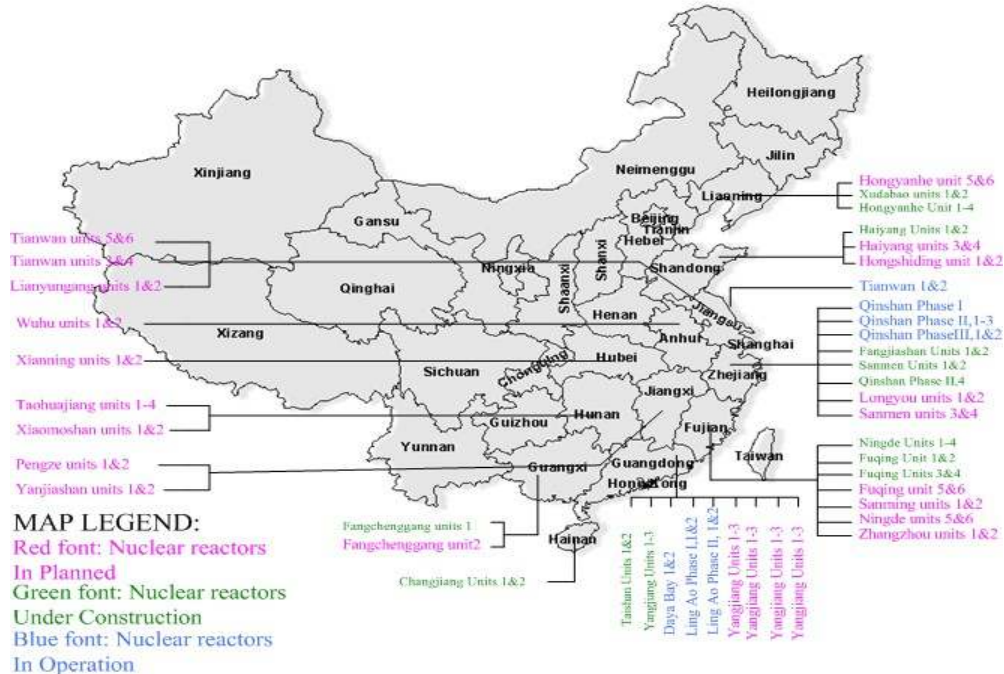 Heilongjiang
Jilin
Xinjiang
Neimenggu
Liaoning
Gansu
Beijing
Tianjin
Hebei
Ningxia
Shaanxi
Shanxi
Shandong
Qinghai
Henan
Jiangsu
Xizang
Anhui
Shanghai
Sichuan
Chongqing
Hubei
Zhejiang
Jiangxi
Hunan
Guizhou
Fujian
Yunnan
Guangxi
Guangdong
HongKong
Taiwan
Hainan
Hongyanhe unit 5&6
Xudabao units 1&2
Hongyanhe Unit 1-4
Haiyang Units 1&2
Haiyang units 3&4
Hongshiding unit 1&2
Tianwan 1&2
Qinshan Phase I
Qinshan Phase II,1-3
Qinshan PhaseIII,1&2
Fangjiashan Units 1&2
Sanmen Units 1&2
Qinshan Phase II,4
Longyou units 1&2
Sanmen units 3&4
Ningde Units 1-4
Fuqing Unit 1&2
Fuqing Units 3&4
Fuqing unit 5&6
Sanming units 1&2
Ningde units 5&6
Zhangzhou units 1&2
Tianwan units 5&6
Tianwan units 3&4
Lianyungang units 1&2
Wuhu units 1&2
Xianning units 1&2
Taohuajiang units 1-4
Xiaomoshan units 1&2
Pengze units 1&2
Yanjiashan units 1&2
Fangchenggang units 1
Fangchenggang unit2
Changjiang Units 1&2
Taishan Units 1&2
Yangjiang Units 1-3
Daya Bay 1&2
Ling Ao Phase I,1&2
Ling Ao Phase II, 1&2
Yangjiang Units 1-3
Yangjiang Units 1-3
Yangjiang Units 1-3
Yangjiang Units 1-3
MAP LEGEND:
Red font: Nuclear reactors
In Planned
Green font: Nuclear reactors
Under Construction
Blue font: Nuclear reactors
In Operation